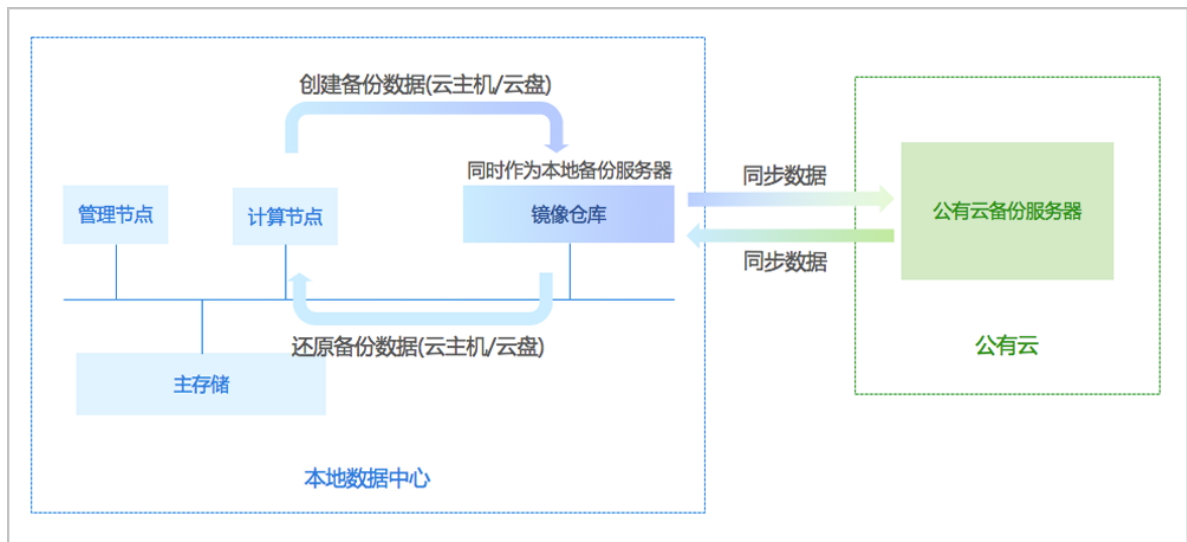 创建备份数据(云主机/云盘)
同时作为本地备份服务器
管理节点
计算节点
镜像仓库
同步数据
公有云备份服务器
同步数据
还原备份数据(云主机/云盘)
公有云
主存储
本地数据中心